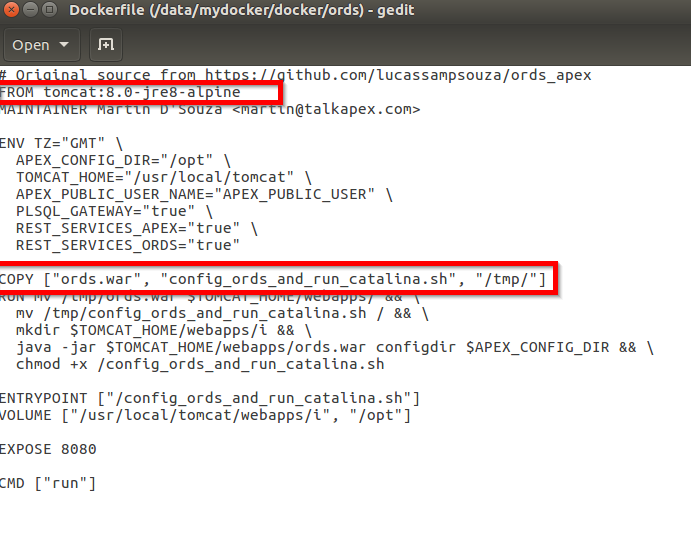 Dockerfile (/data/mydocker/docker/ords) - gedit
Open
# Original source from https://github.com/lucassampsouza/ords_apex
FROM tomcat:8.0-jre8-alpine
MAINTAINER Martin D'Souza <martin@talkapex.com>
ENV TZ="GMT" \
APEX_CONFIG_DIR="/opt" \
TOMCAT_HOME="/usr/local/tomcat" \
APEX_PUBLIC_USER_NAME="APEX_PUBLIC_USER" \
PLSQL_GATEWAY="true" \
REST_SERVICES_APEX="true" \
REST_SERVICES_ORDS="true"
COPY ["ords.war", "config_ords_and_run_catalina.sh", "/tmp/"]
RUN mv /tmp/ords.war $TOMCAT_HOME/webapps/ && \
mv /tmp/config_ords_and_run_catalina.sh / && \
mkdir $TOMCAT_HOME/webapps/i && \
java -jar $TOMCAT_HOME/webapps/ords.war configdir $APEX_CONFIG_DIR && \
chmod +x /config_ords_and_run_catalina.sh
ENTRYPOINT ["/config_ords_and_run_catalina.sh"]
VOLUME ["/usr/local/tomcat/webapps/i", "/opt"]
EXPOSE 8080
CMD ["run"]